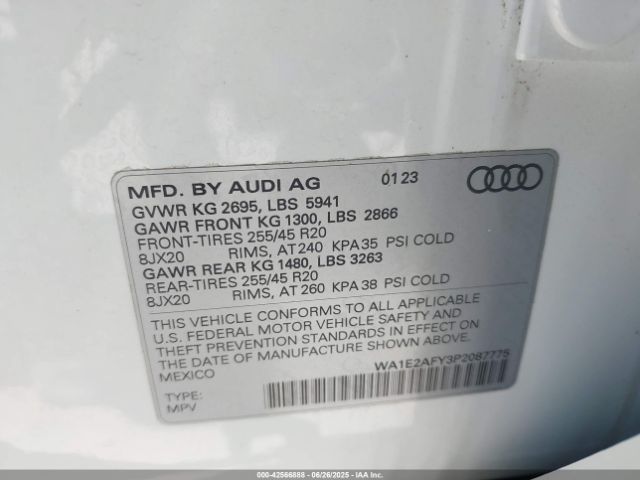 MFD. BY AUDI AG 0123
GVWR KG 2695, LBS 5941
GAWR FRONT KG 1300, LBS 2866
FRONT-TIRES 255/45 R20
8JX20 RIMS, AT 240 KPA 35 PSI COLD
GAWR REAR KG 1480, LBS 3263
REAR-TIRES 255/45 R20
8JX20 RIMS, AT 260 KPA 38 PSI COLD
THIS VEHICLE CONFORMS TO ALL APPLICABLE
U.S. FEDERAL MOTOR VEHICLE SAFETY AND
THEFT PREVENTION STANDARDS IN EFFECT ON
THE DATE OF MANUFACTURE SHOWN ABOVE.
MEXICO
WA1E2AFY3P2087775
TYPE:
MPV
000-42566888 - 06/26/2025 - IAAI.COM